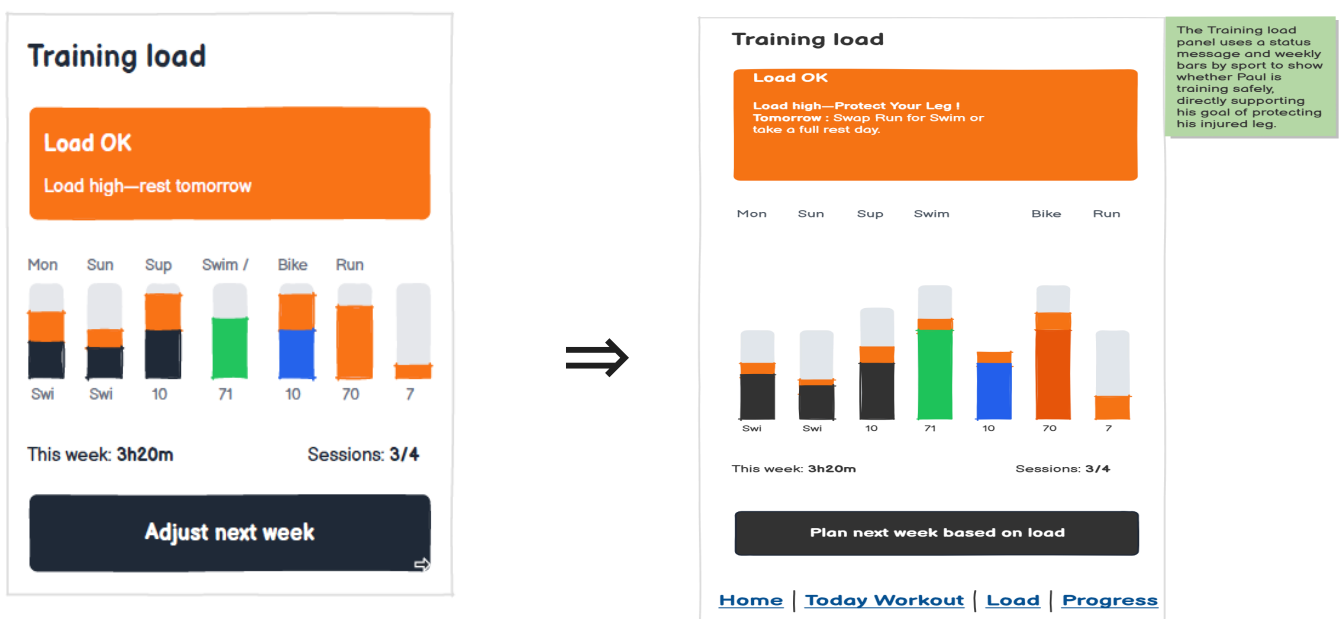 Training load
Load OK
Load high—rest tomorrow
Mon Sun Sup Swim / Bike Run
Swi Swi 10 71 10 70 7
This week: 3h20m Sessions: 3/4
Adjust next week
⇒
Training load
Load OK
Load high—Protect Your Leg !
Tomorrow : Swap Run for Swim or
take a full rest day.
Mon Sun Sup Swim Bike Run
Swi Swi 10 71 10 70 7
This week: 3h20m Sessions: 3/4
Plan next week based on load
Home | Today Workout | Load | Progress
The Training load
panel uses a status
message and weekly
bars by sport to show
whether Paul is
training safely,
directly supporting
his goal of protecting
his injured leg.